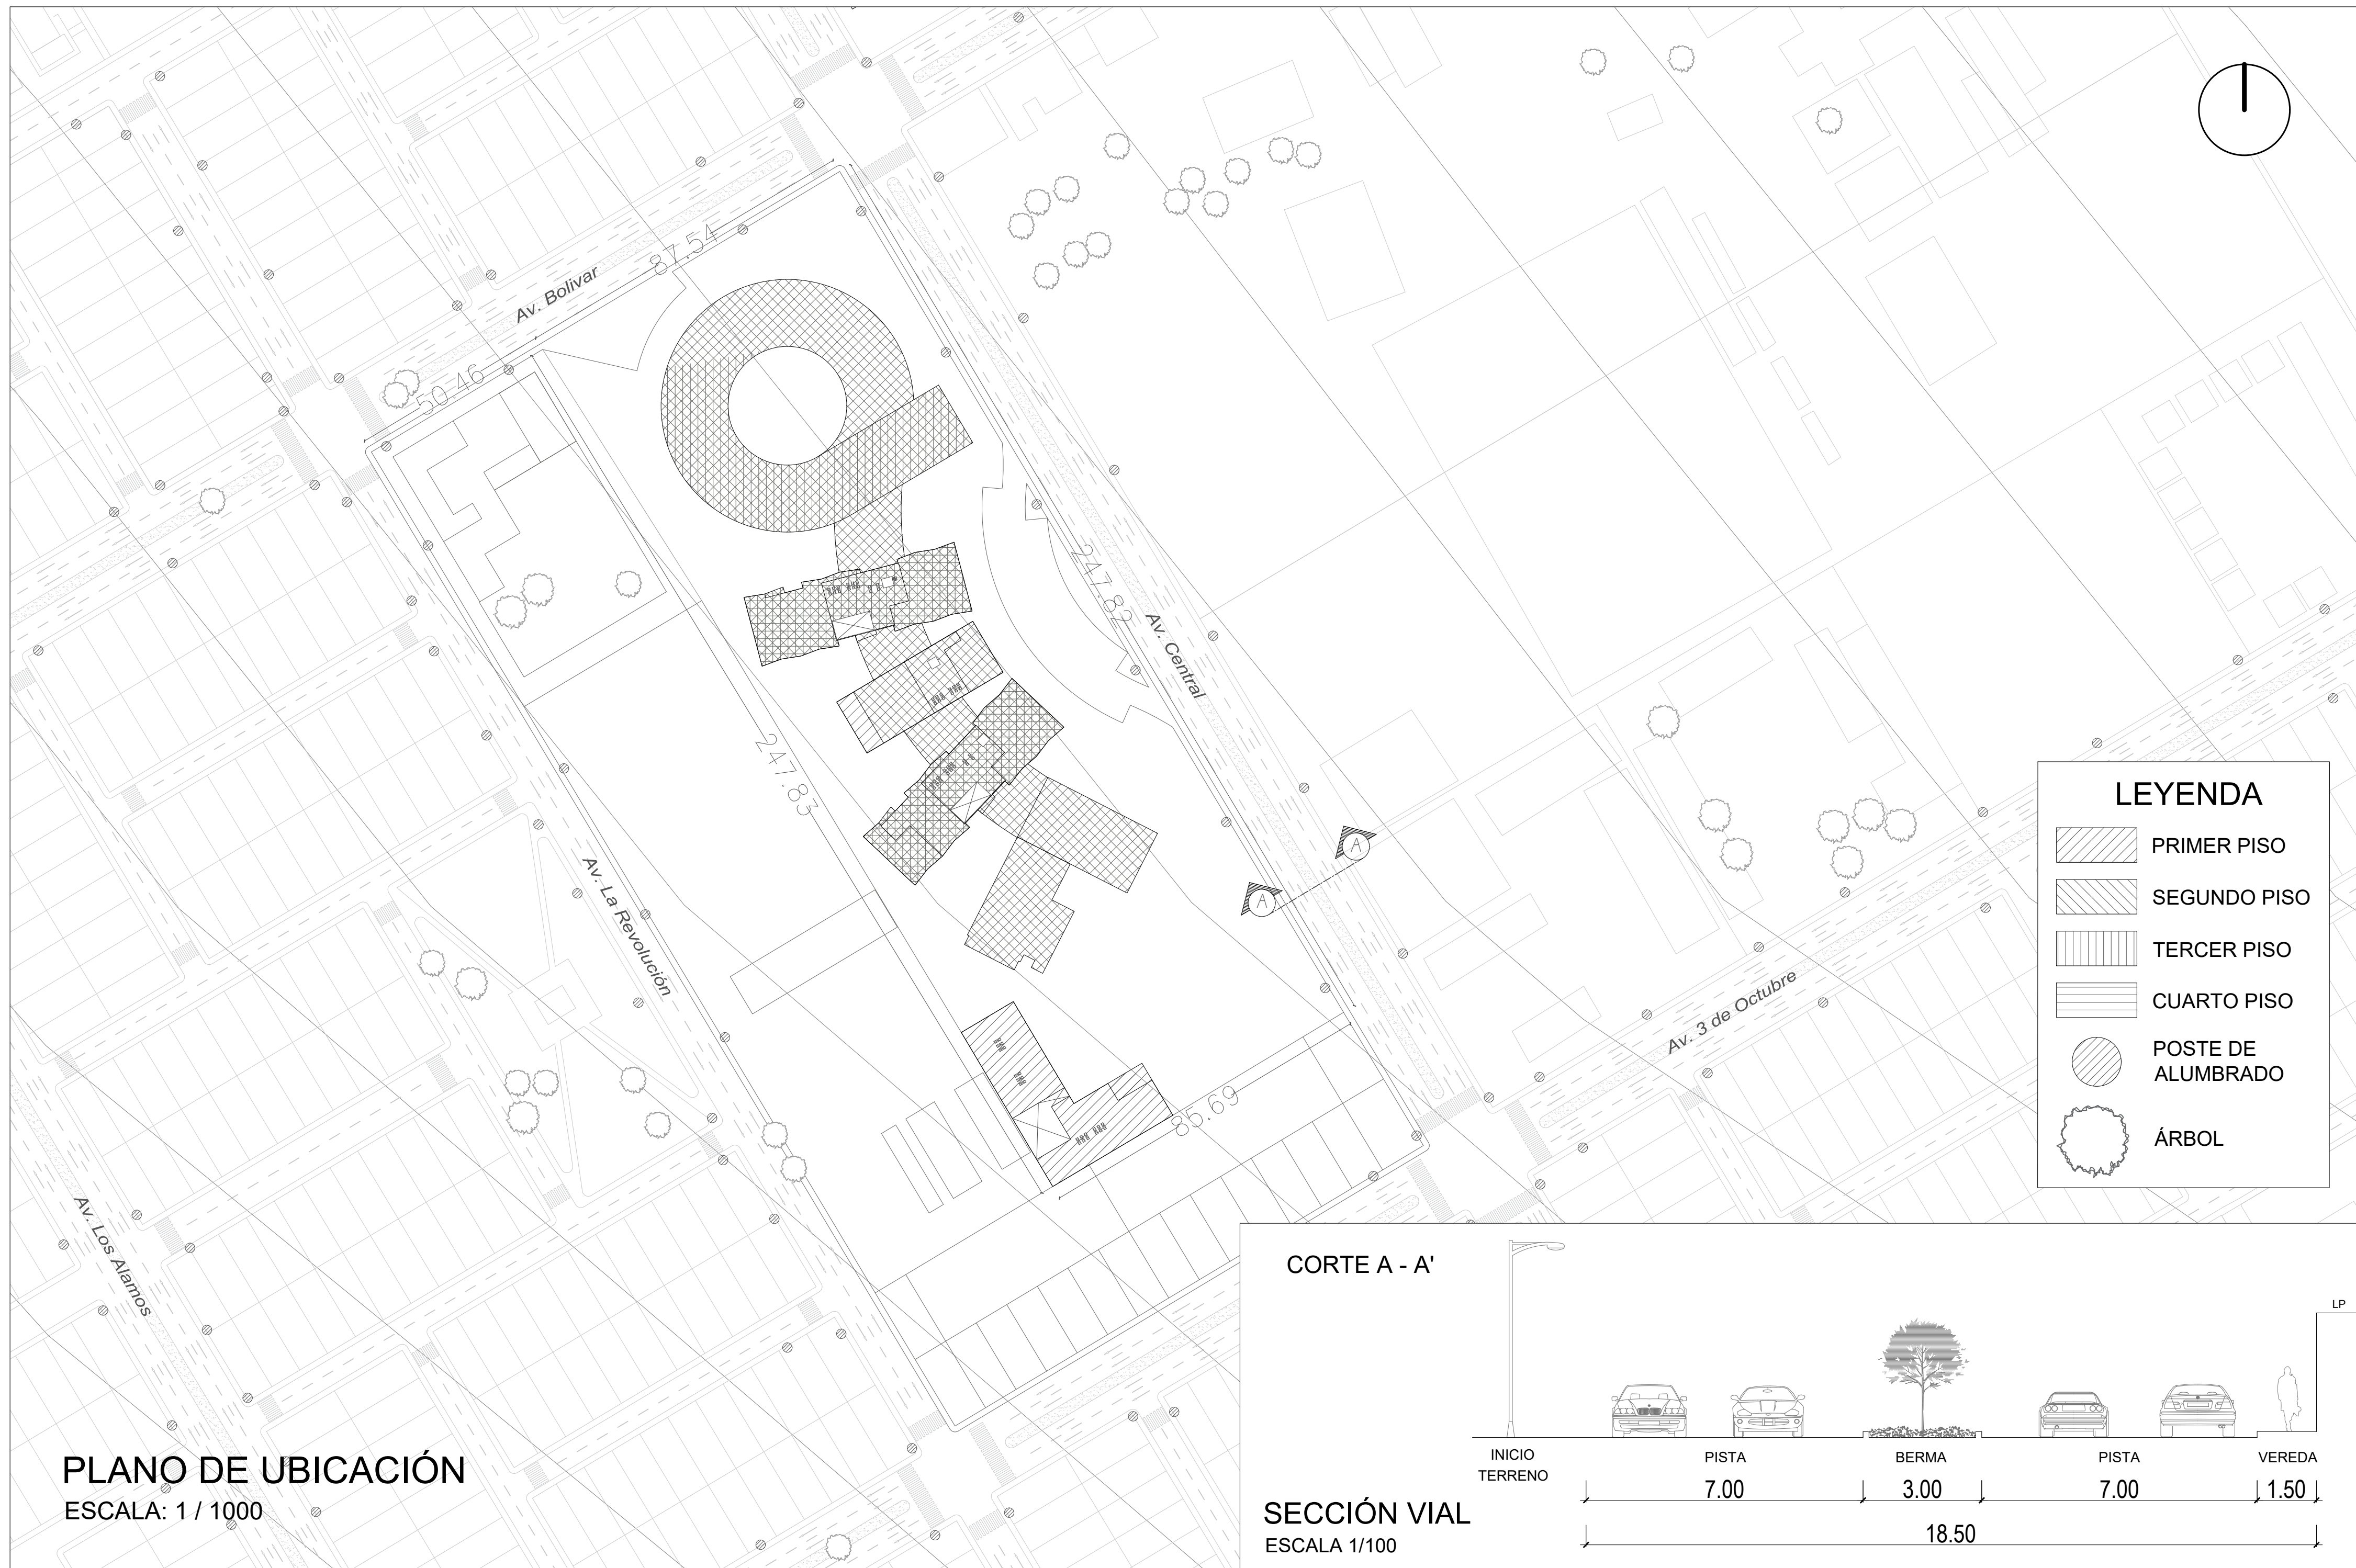 87.54
Av. Bolivar
50.46
247.82
Av. Central
247.83
Av. La Revolución
A
A
Av. 3 de Octubre
85.69
Av. Los Alamos
LEYENDA
PRIMER PISO
SEGUNDO PISO
TERCER PISO
CUARTO PISO
POSTE DE
ALUMBRADO
ÁRBOL
PLANO DE UBICACIÓN
ESCALA: 1 / 1000
CORTE A - A'
LP
INICIO
TERRENO
PISTA
BERMA
PISTA
VEREDA
7.00
3.00
7.00
1.50
18.50
SECCIÓN VIAL
ESCALA 1/100